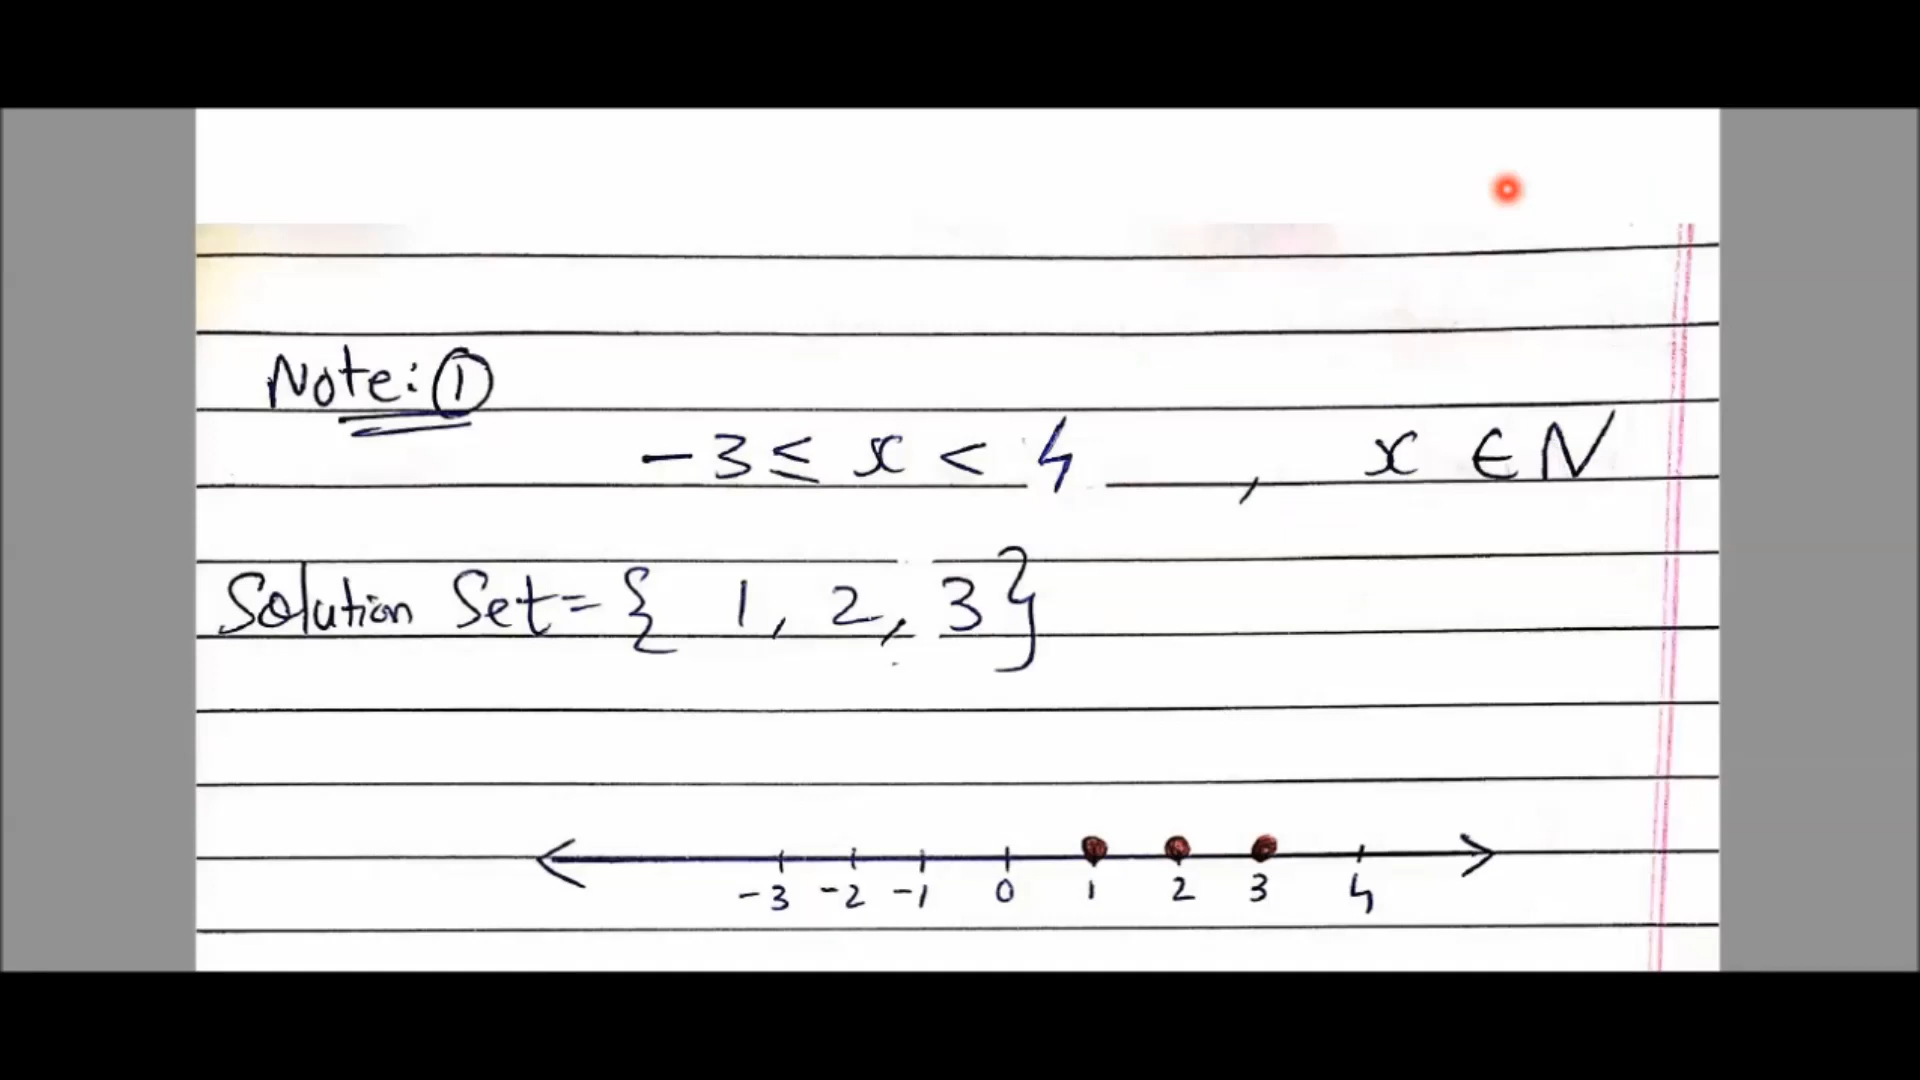 Note: ①
-3 ≤ x < 4 , x ∈ N
Solution Set = { 1, 2, 3 }
-3 -2 -1 0 1 2 3 4